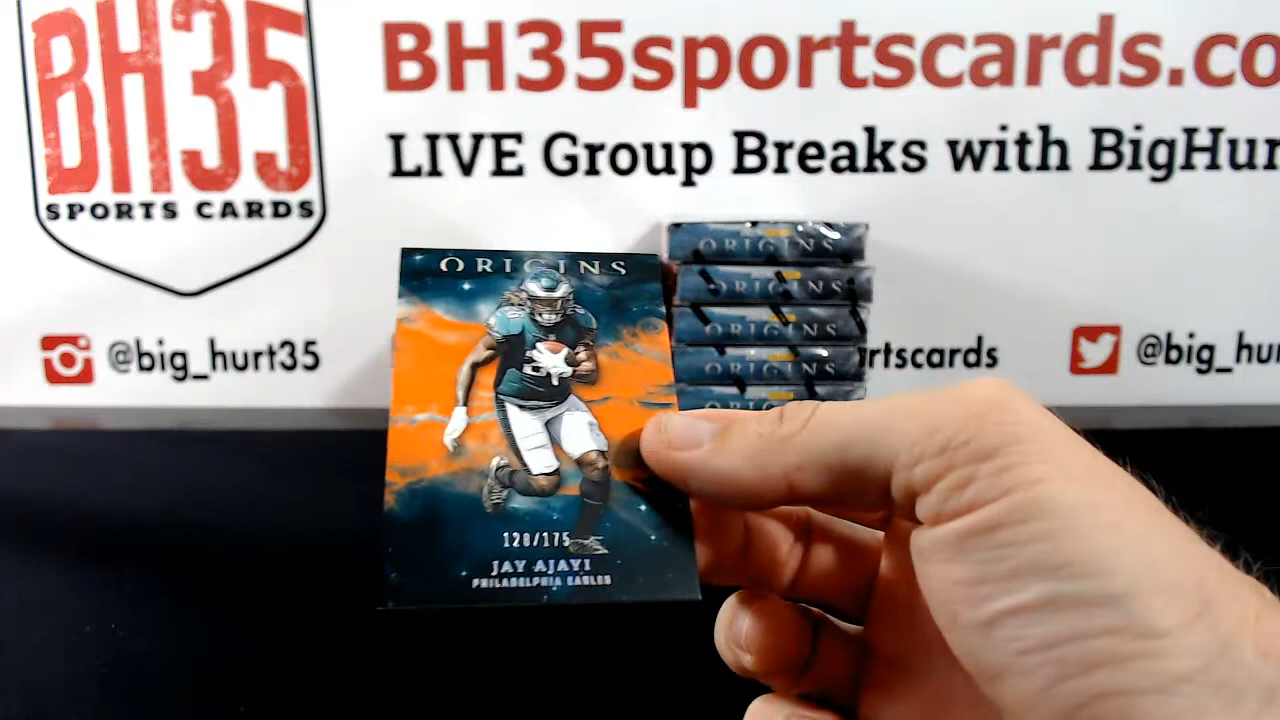 BH35
SPORTS CARDS
BH35sportscards.co
LIVE Group Breaks with BigHur
@big_hurt35
rtscards
@big_hu
ORIGINS
ORIGINS
ORIGINS
ORIGINS
ORIGINS
128/175
JAY AJAYI
PHILADELPHIA EAGLES